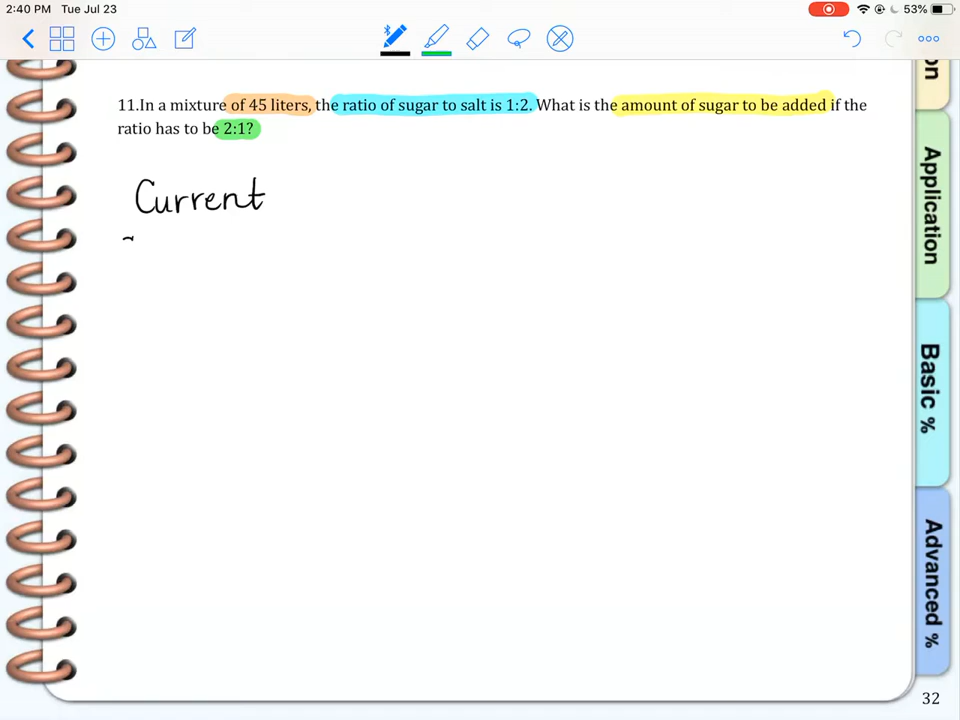 2:40 PM Tue Jul 23
53%
11.In a mixture of 45 liters, the ratio of sugar to salt is 1:2. What is the amount of sugar to be added if the
ratio has to be 2:1?
Current
Application
Basic %
Advanced %
32